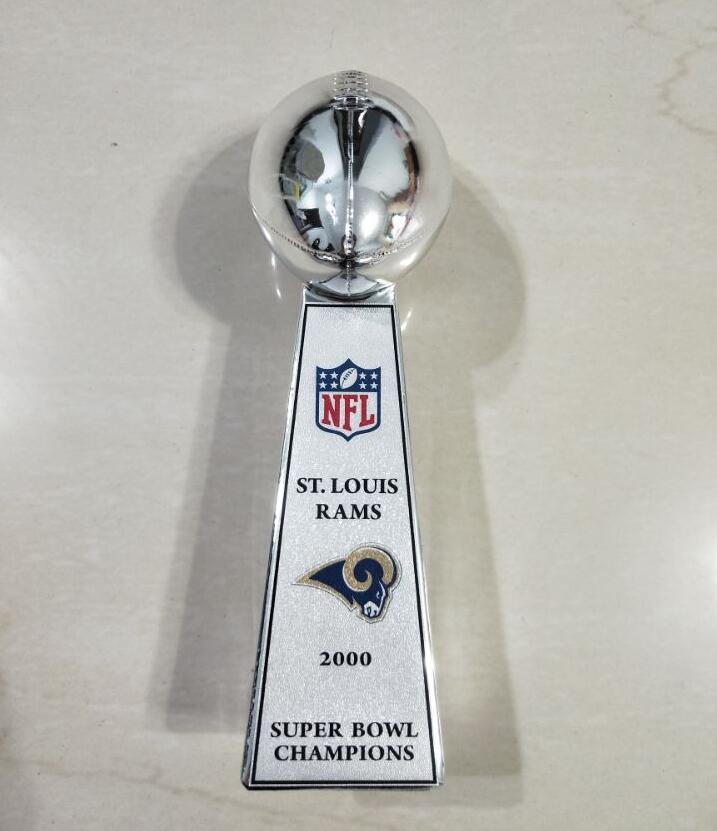 NFL
ST. LOUIS
RAMS
2000
SUPER BOWL
CHAMPIONS